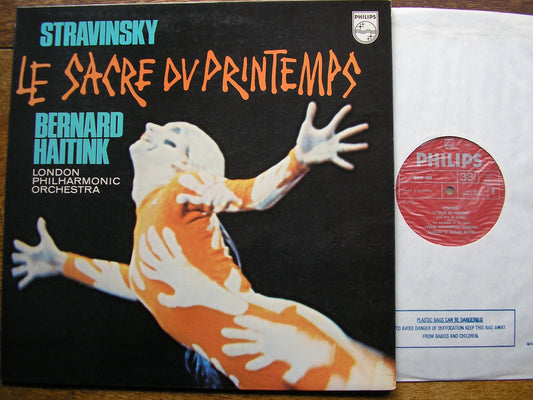 STRAVINSKY
PHILIPS
LE SACRE DU PRINTEMPS
BERNARD
HAITINK
LONDON
PHILHARMONIC
ORCHESTRA
PHILIPS
33
STRAVINSKY
LE SACRE DU PRINTEMPS
LONDON PHILHARMONIC ORCHESTRA
PLASTIC BAGS CAN BE DANGEROUS
TO AVOID DANGER OF SUFFOCATION KEEP THIS BAG AWAY
FROM BABIES AND CHILDREN.